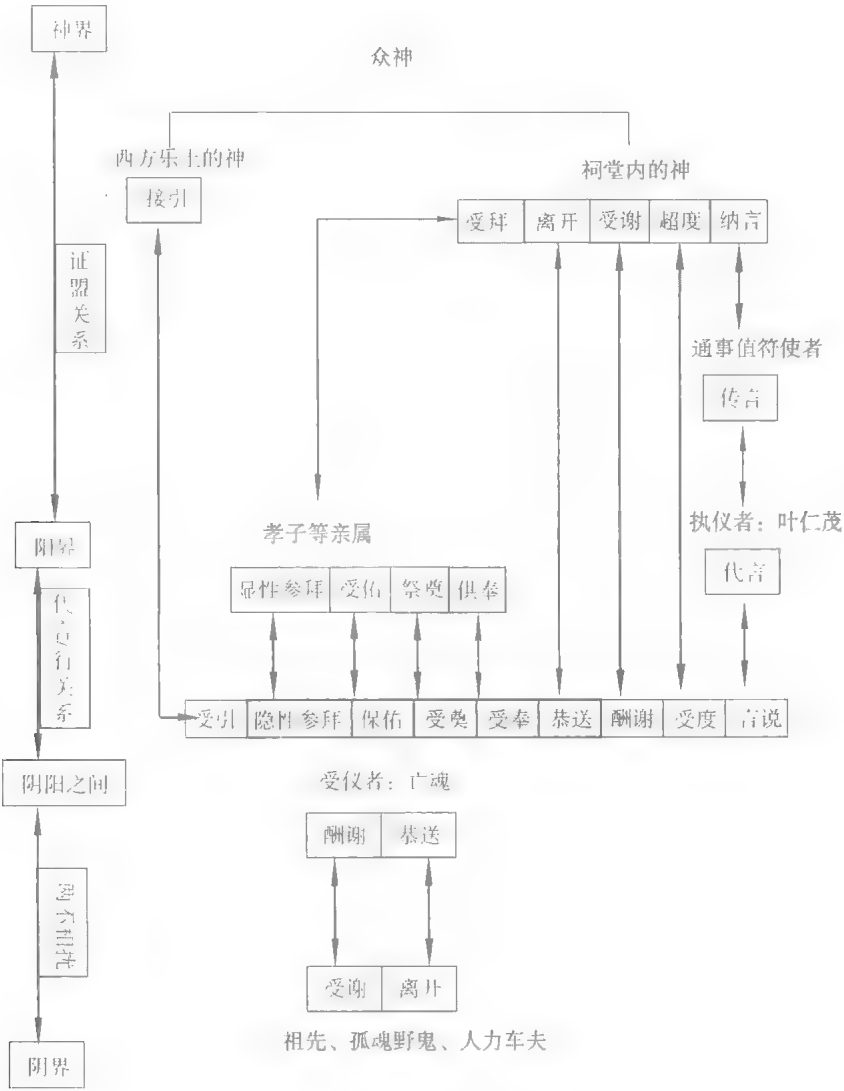 神界
众神
西方乐土的神
祠堂内的神
接引
受拜 离开 受谢 超度 纳言
证盟关系
通事值符使者
传言
执仪者：叶仁茂
孝子等亲属
阳界
代言
显性参拜 受佑 祭奠 供奉
代言行关系
受引 隐性参拜 保佑 受奠 受奉 恭送 酬谢 受度 言说
阴阳之间
受仪者：亡魂
酬谢 恭送
两不相扰
受谢 离开
祖先、孤魂野鬼、人力车夫
阴界